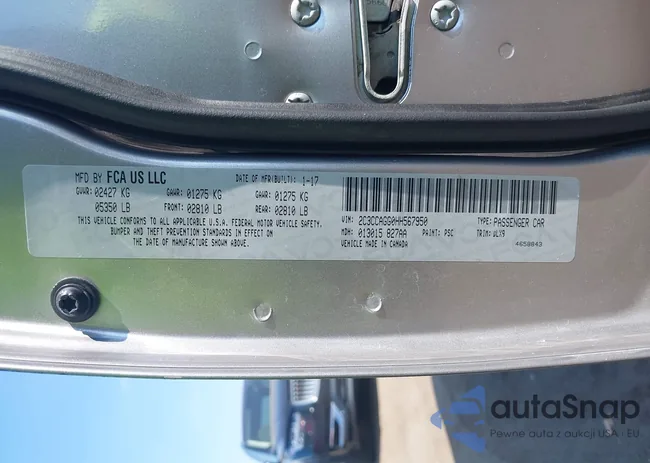 MFD BY FCA US LLC DATE OF MFR(BUILT): 1-17
GVWR: 02427 KG GAWR: 01275 KG GAWR: 01275 KG
05350 LB FRONT: 02810 LB REAR: 02810 LB
THIS VEHICLE CONFORMS TO ALL APPLICABLE U.S.A. FEDERAL MOTOR
VEHICLE SAFETY, BUMPER, AND THEFT PREVENTION STANDARDS IN EFFECT ON
THE DATE OF MANUFACTURE SHOWN ABOVE.
VIN: 2C3CCAGG0HH567950 TYPE: PASSENGER CAR
MDH: 013015 827AA PAINT: PSC TRIM: VLX9
VEHICLE MADE IN CANADA 4658843
autaSnap
Pewne auta z aukcji USA - EU